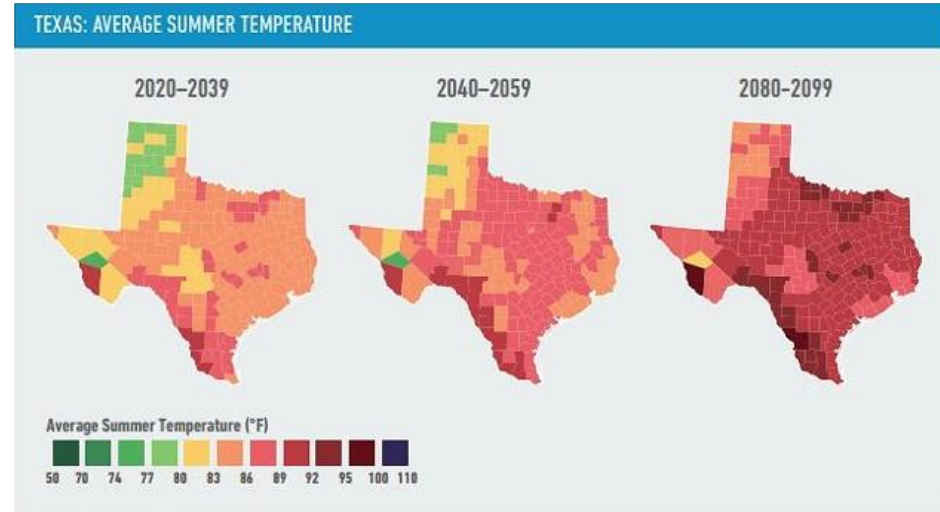 TEXAS: AVERAGE SUMMER TEMPERATURE
2020–2039 2040–2059 2080–2099
Average Summer Temperature (°F)
50 70 74 77 80 83 86 89 92 95 100 110